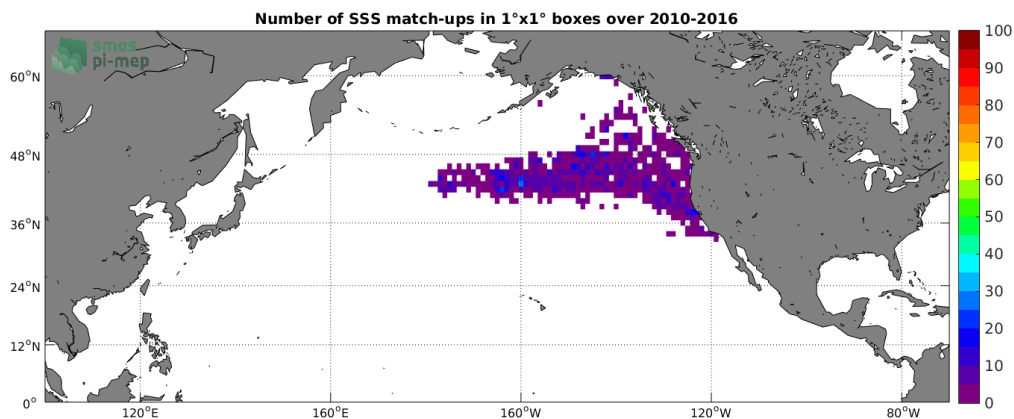 Number of SSS match-ups in 1°x1° boxes over 2010-2016
smos
pi-mep
60°N
48°N
36°N
24°N
12°N
0°
120°E
160°E
160°W
120°W
80°W
100
90
80
70
60
50
40
30
20
10
0